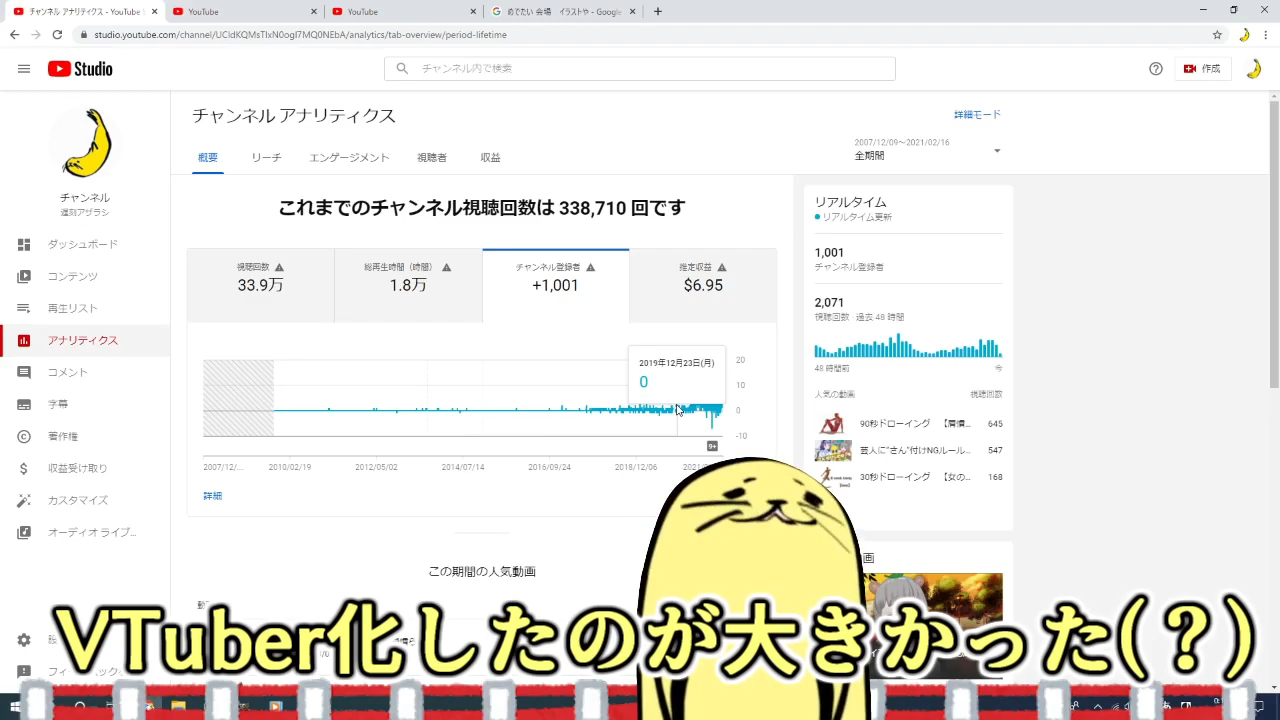 チャンネル アナリティクス - YouTube
YouTube
YouTube
めでたい 会場　イラストや - Google
studio.youtube.com/channel/UCIdKQMsTlxN0ogI7MQ0NEbA/analytics/tab-overview/period-lifetime
Studio
チャンネル内で検索
作成
チャンネル アナリティクス
詳細モード
2007/12/09～2021/02/16
全期間
概要
リーチ
エンゲージメント
視聴者
収益
チャンネル
遅刻アザラシ
ダッシュボード
コンテンツ
再生リスト
アナリティクス
コメント
字幕
著作権
収益受け取り
カスタマイズ
オーディオ ライブ...
これまでのチャンネル視聴回数は 338,710 回です
視聴回数
33.9万
総再生時間（時間）
1.8万
チャンネル登録者
+1,001
推定収益
$6.95
2019年12月23日(月)
0
20
10
0
-10
9+
2007/12/...
2010/02/19
2012/05/02
2014/07/14
2016/09/24
2018/12/06
詳細
この期間の人気動画
リアルタイム
リアルタイム更新
1,001
チャンネル登録者
2,071
視聴回数 · 過去 48 時間
48 時間前
今
人気の動画
視聴回数
90秒ドローイング 【肩慣...
645
芸人に"さん"付けNGルール...
547
30秒ドローイング 【女の...
168
画
VTuber化したのが大きかった(？)